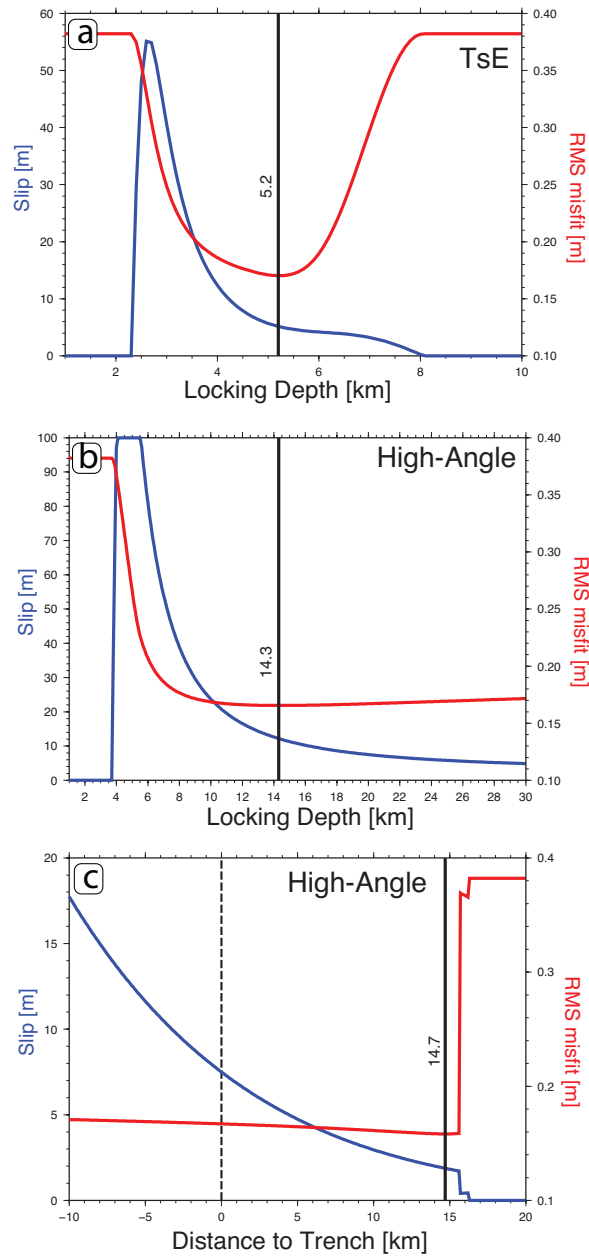 a
TsE
60
50
40
30
20
10
0
Slip [m]
5.2
0.40
0.35
0.30
0.25
0.20
0.15
0.10
RMS misfit [m]
2 4 6 8 10
Locking Depth [km]
b
High-Angle
100
90
80
70
60
50
40
30
20
10
0
Slip [m]
14.3
0.40
0.35
0.30
0.25
0.20
0.15
0.10
RMS misfit [m]
2 4 6 8 10 12 14 16 18 20 22 24 26 28 30
Locking Depth [km]
c
High-Angle
20
15
10
5
0
Slip [m]
14.7
0.4
0.3
0.2
0.1
RMS misfit [m]
−10 −5 0 5 10 15 20
Distance to Trench [km]